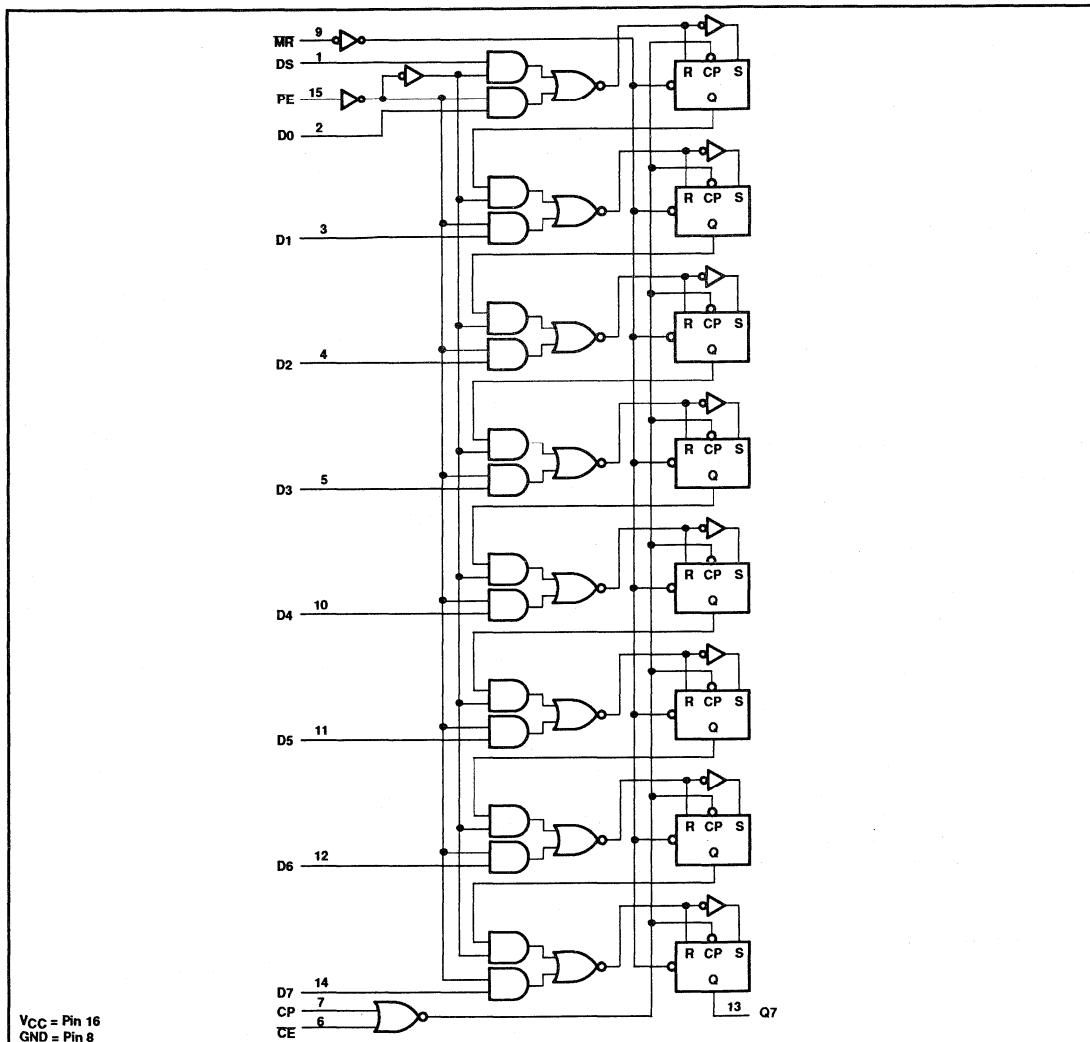 M̅R̅ 9
DS 1
PE 15
D0 2
R CP S
Q
D1 3
R CP S
Q
D2 4
R CP S
Q
D3 5
R CP S
Q
D4 10
R CP S
Q
D5 11
R CP S
Q
D6 12
R CP S
Q
D7 14
R CP S
Q
CP 7
C̅E̅ 6
13 Q7
VCC = Pin 16
GND = Pin 8